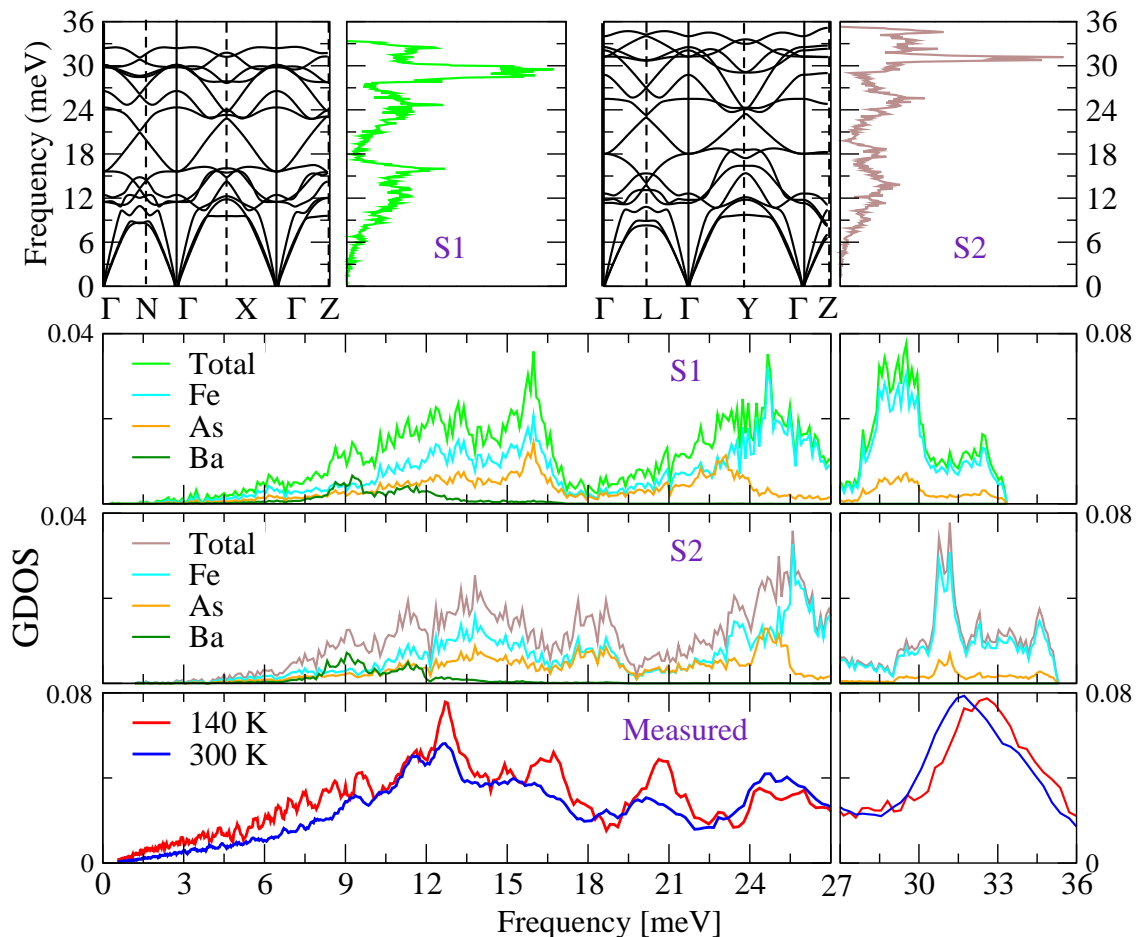 36 30 24 18 12 6 0
Frequency (meV)
Γ N Γ X Γ Z
S1
Γ L Γ Y Γ Z
S2
36 30 24 18 12 6 0
0.04 0.08
Total
Fe
As
Ba
S1
0
0.04 0.08
Total
Fe
As
Ba
S2
GDOS
0
0.08 0.08
140 K
300 K
Measured
0 0
0 3 6 9 12 15 18 21 24 27 30 33 36
Frequency [meV]